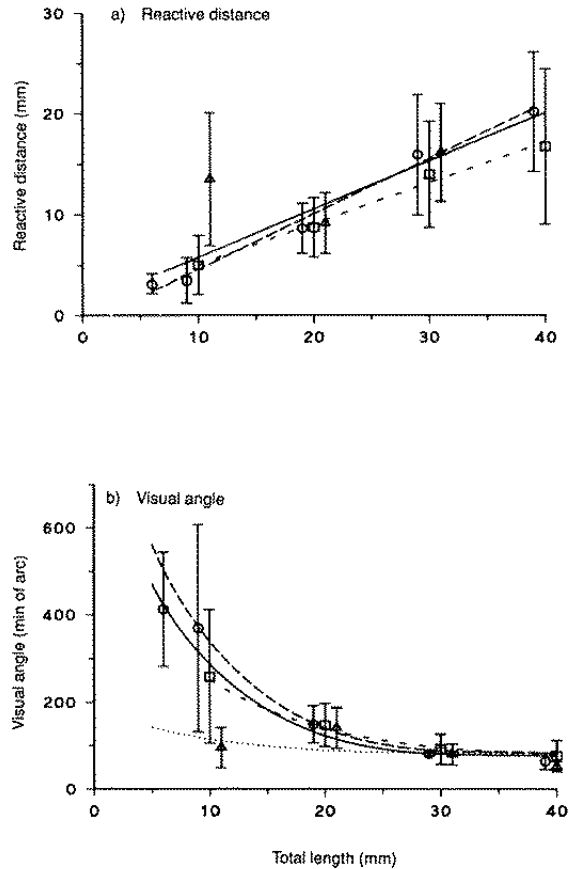 a) Reactive distance
30
20
10
0
Reactive distance (mm)
0 10 20 30 40
b) Visual angle
600
400
200
0
Visual angle (min of arc)
0 10 20 30 40
Total length (mm)